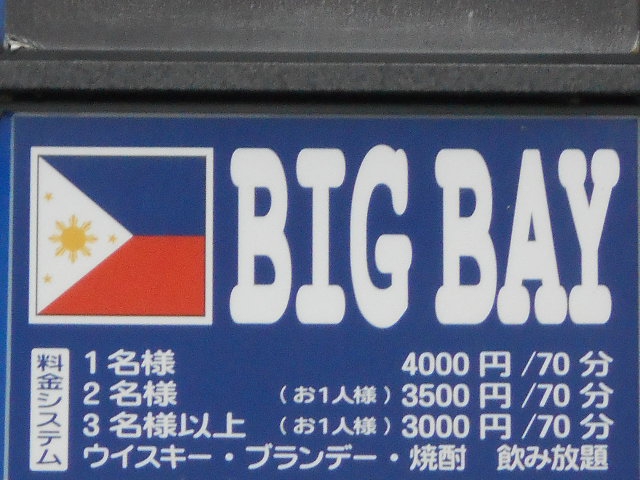 BIG BAY
料金システム
1名様 4000円/70分
2名様 (お1人様) 3500円/70分
3名様以上 (お1人様) 3000円/70分
ウイスキー・ブランデー・焼酎 飲み放題